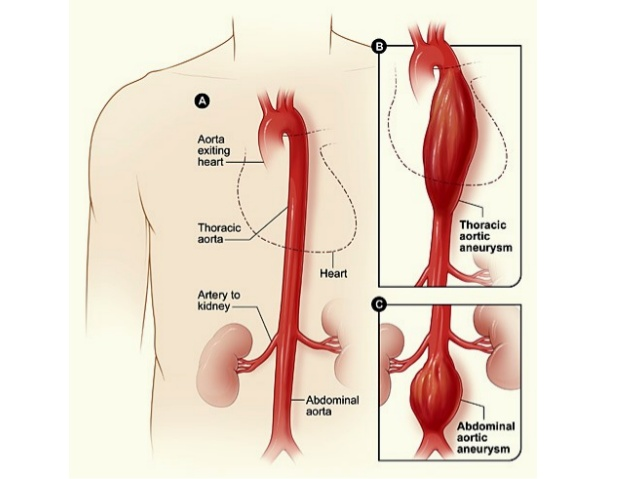 A
Aorta
exiting
heart
Thoracic
aorta
Heart
Artery to
kidney
Abdominal
aorta
B
Thoracic
aortic
aneurysm
C
Abdominal
aortic
aneurysm